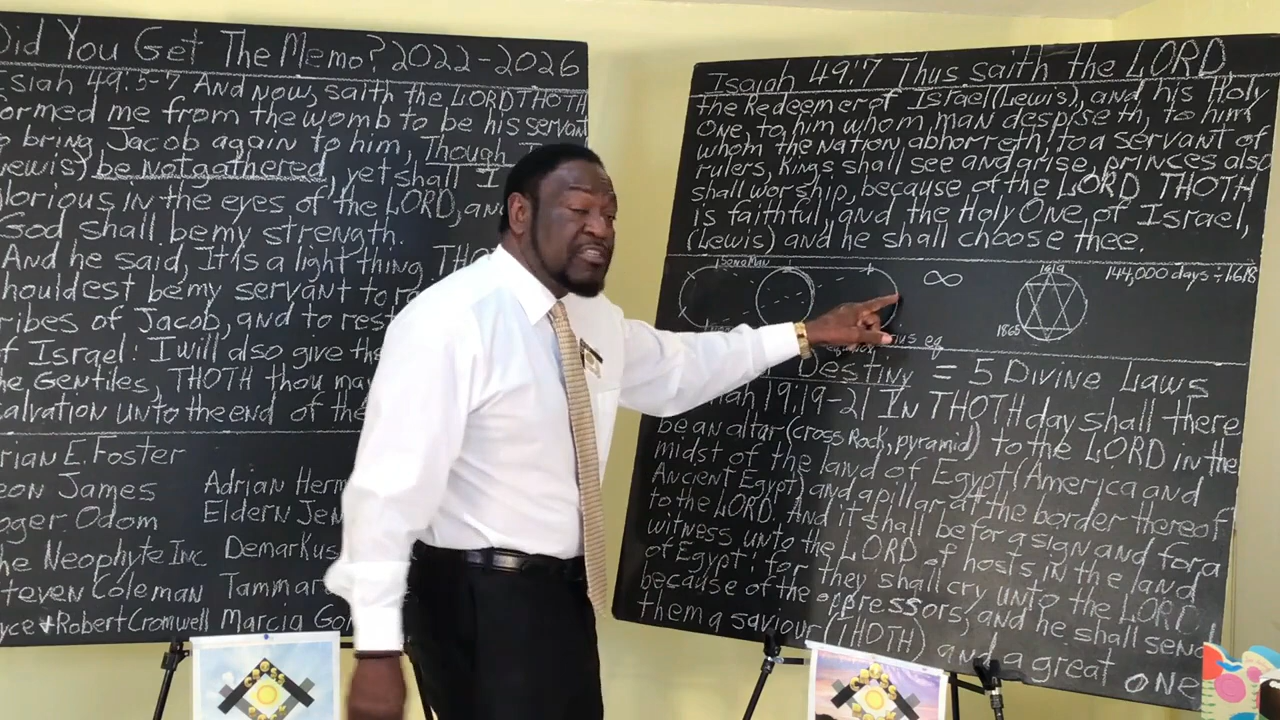 Did You Get The Memo? 2022-2026
49:5-7 And now, saith the LORD THOTH
formed me from the womb to be his servant
bring Jacob again to him, Though
(Lewis) be not gathered, yet shall I
glorious in the eyes of the LORD, and
God shall be my strength.
And he said, It is a light thing, THO
shouldest be my servant to
tribes of Jacob, and to rest
of Israel: I will also give the
the Gentiles, THOTH thou may
salvation unto the end of the
rian E. Foster
eon James Adrian Herm
oger Odom Eldern Jen
The Neophyte Inc DemarKus
Steven Coleman Tammar
yce + Robert Cromwell Marcia Gor
Isaiah 49:7 Thus saith the LORD
the Redeemer of Israel (Lewis), and his Holy
One, to him whom man despiseth, to him
whom the Nation abhorreth, to a servant of
rulers, Kings shall see and arise, princes also
shall worship, because of the LORD THOTH
is faithful, and the Holy One of Israel,
(Lewis) and he shall choose thee.
∞
1619
1865
144,000 days ÷ 1.618
Destiny = 5 Divine Laws
19:19-21 In THOTH day shall there
be an altar (cross Rock, pyramid) to the LORD in the
midst of the land of Egypt (America and
Ancient Egypt) and a pillar at the border thereof
to the LORD. And it shall be for a sign and for a
witness unto the LORD of hosts in the land
of Egypt: for they shall cry unto the LORD
because of the oppressors, and he shall send
them a saviour (THOTH) and a great one